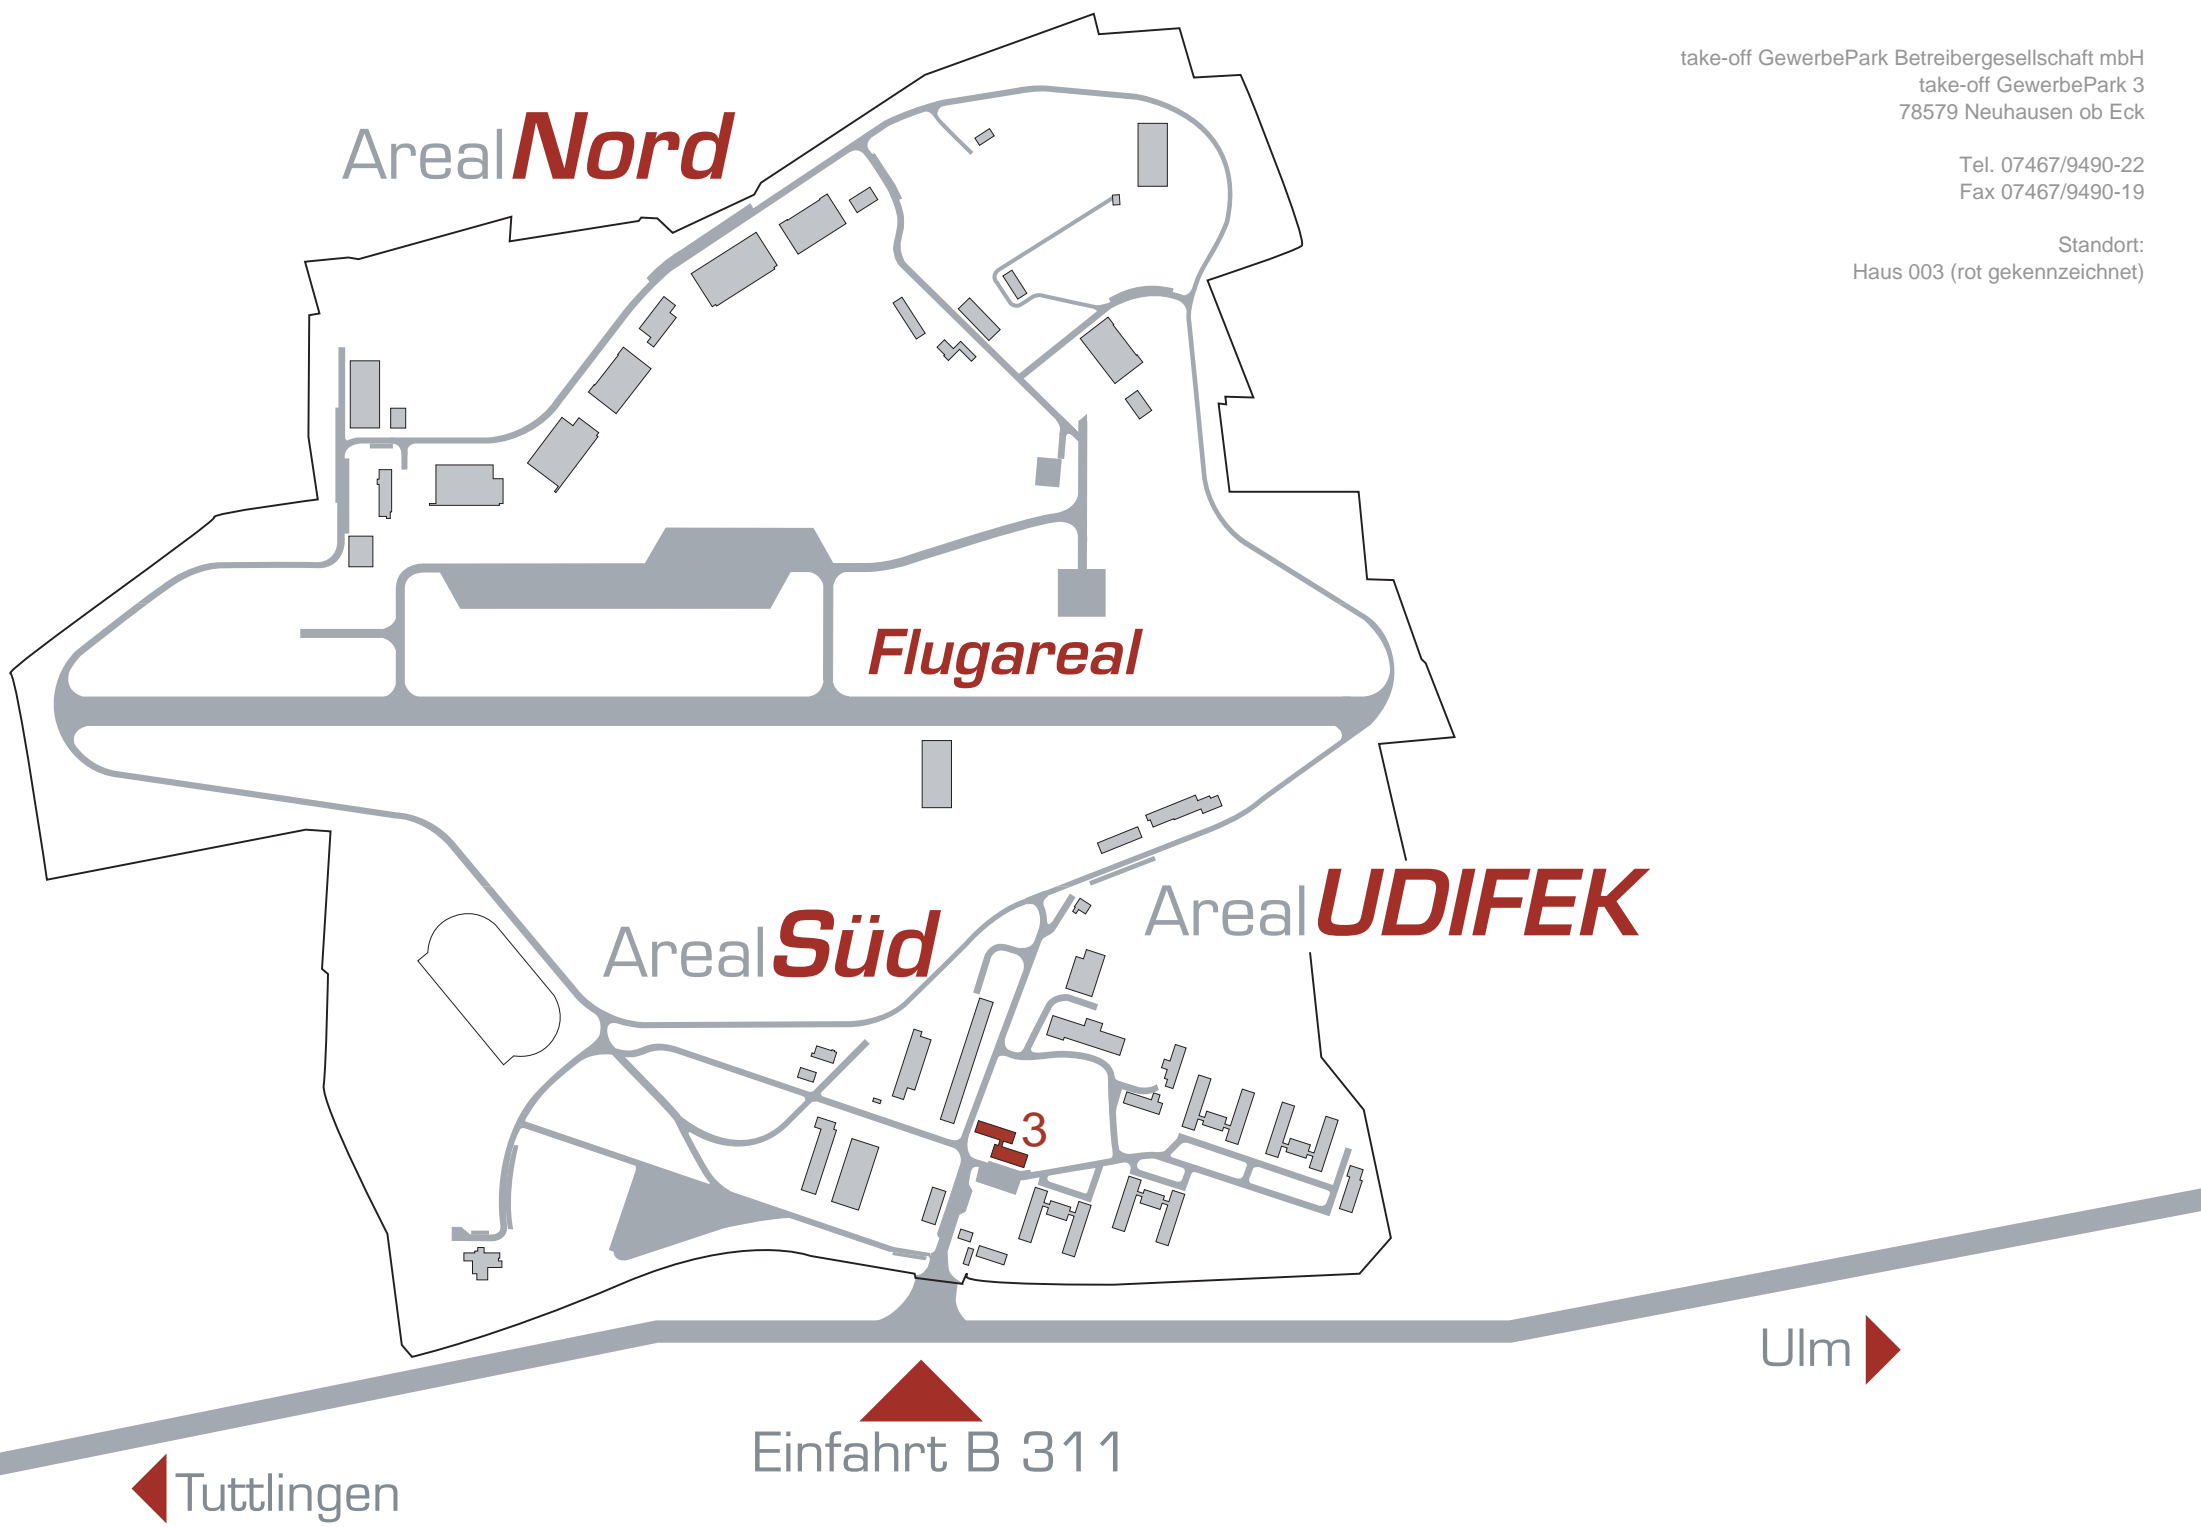 take-off GewerbePark Betreibergesellschaft mbH
take-off GewerbePark 3
78579 Neuhausen ob Eck
Tel. 07467/9490-22
Fax 07467/9490-19
Standort:
Haus 003 (rot gekennzeichnet)
Areal Nord
Flugareal
Areal UDIFEK
Areal Süd
3
Ulm
Einfahrt B 311
Tuttlingen